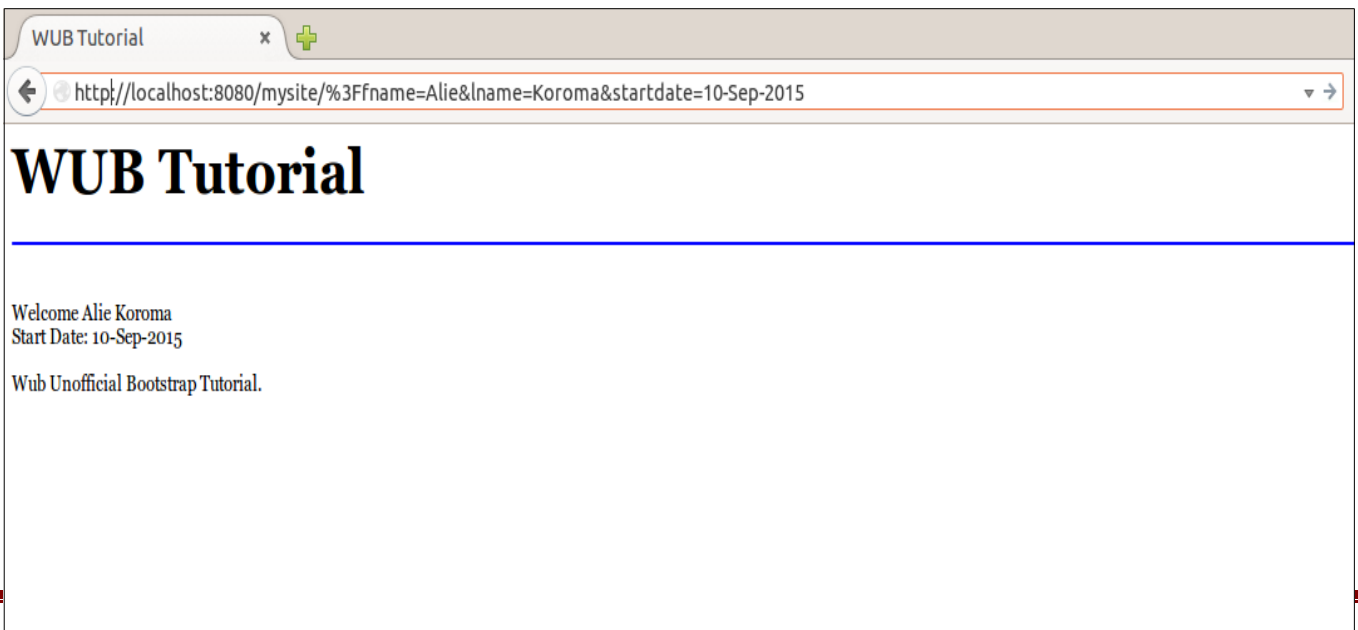 WUB Tutorial
http://localhost:8080/mysite/%3Ffname=Alie&lname=Koroma&startdate=10-Sep-2015
WUB Tutorial
Welcome Alie Koroma
Start Date: 10-Sep-2015
Wub Unofficial Bootstrap Tutorial.